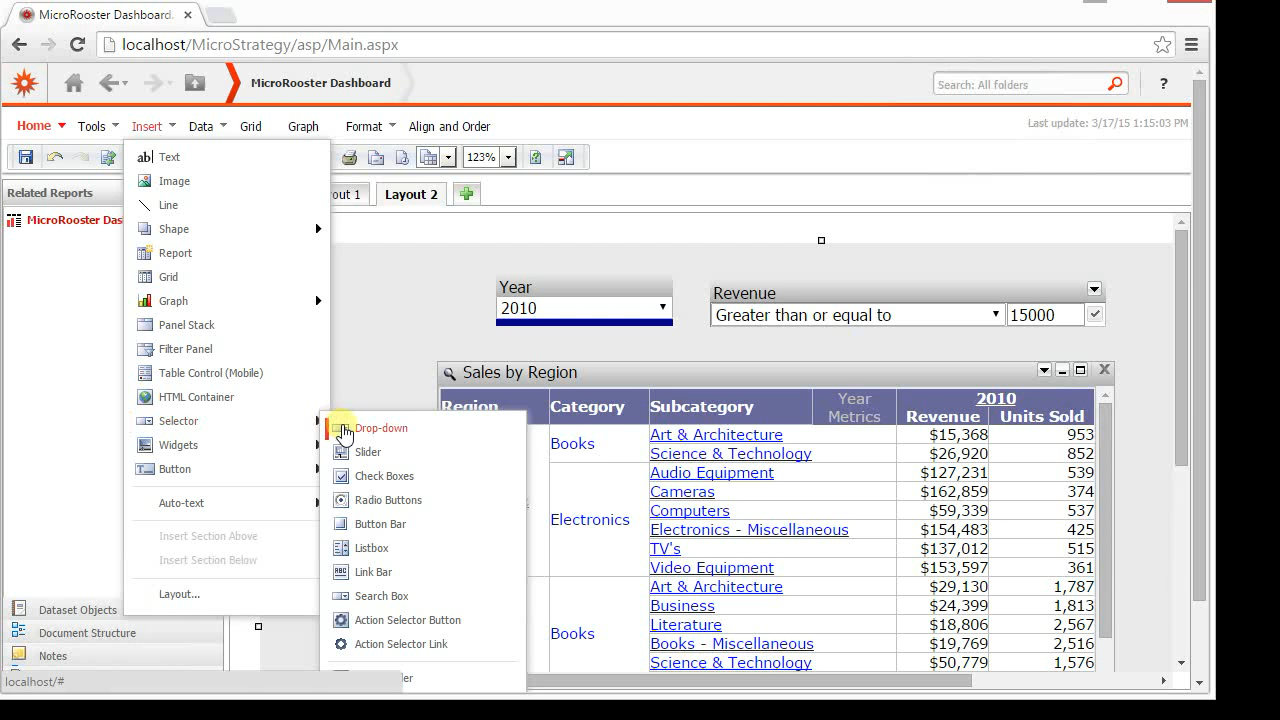 MicroRooster Dashboard.
localhost/MicroStrategy/asp/Main.aspx
MicroRooster Dashboard
Search: All folders
?
Home Tools Insert Data Grid Graph Format Align and Order
Last update: 3/17/15 1:15:03 PM
123%
Related Reports
out 1 Layout 2
MicroRooster Das
ab| Text
Image
Line
Shape
Report
Grid
Graph
Panel Stack
Filter Panel
Table Control (Mobile)
HTML Container
Selector
Widgets
Button
Auto-text
Insert Section Above
Insert Section Below
Layout...
Drop-down
Slider
Check Boxes
Radio Buttons
Button Bar
Listbox
ABC Link Bar
Search Box
Action Selector Button
Action Selector Link
Year
2010
Revenue
Greater than or equal to 15000
Sales by Region
Region Category Subcategory Year Metrics 2010
Revenue Units Sold
Books Art & Architecture $15,368 953
Science & Technology $26,920 852
Electronics Audio Equipment $127,231 539
Cameras $162,859 374
Computers $59,339 537
Electronics - Miscellaneous $154,483 425
TV's $137,012 515
Video Equipment $153,597 361
Books Art & Architecture $29,130 1,787
Business $24,399 1,813
Literature $18,806 2,567
Books - Miscellaneous $19,769 2,516
Science & Technology $50,779 1,576
Dataset Objects
Document Structure
Notes
localhost/#